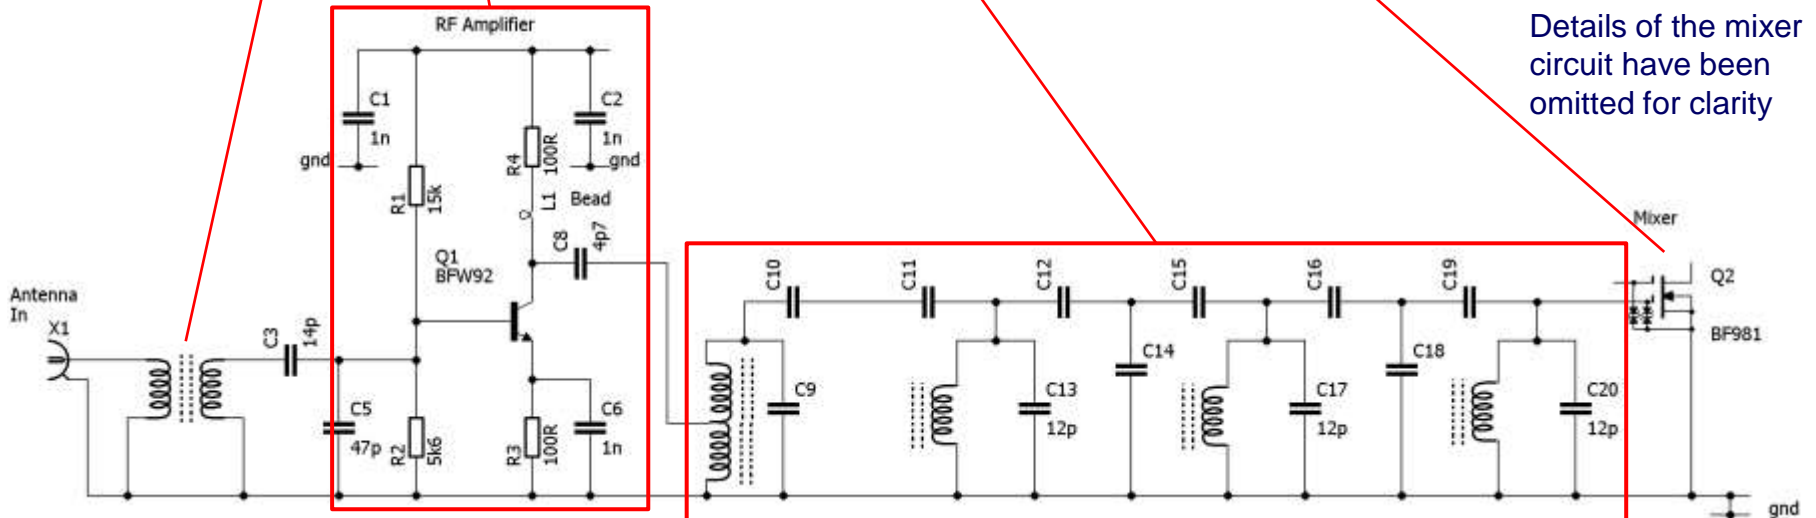 RF Amplifier
Details of the mixer
circuit have been
omitted for clarity
C1
1n
gnd
C2
1n
gnd
R4
100R
R1
15k
L1
Bead
C8
4p7
Q1
BFW92
Antenna
In
X1
C3
14p
C5
47p
R2
5k6
R3
100R
C6
1n
C10
C11
C12
C15
C16
C19
C9
C13
12p
C14
C17
12p
C18
C20
12p
Mixer
Q2
BF981
gnd